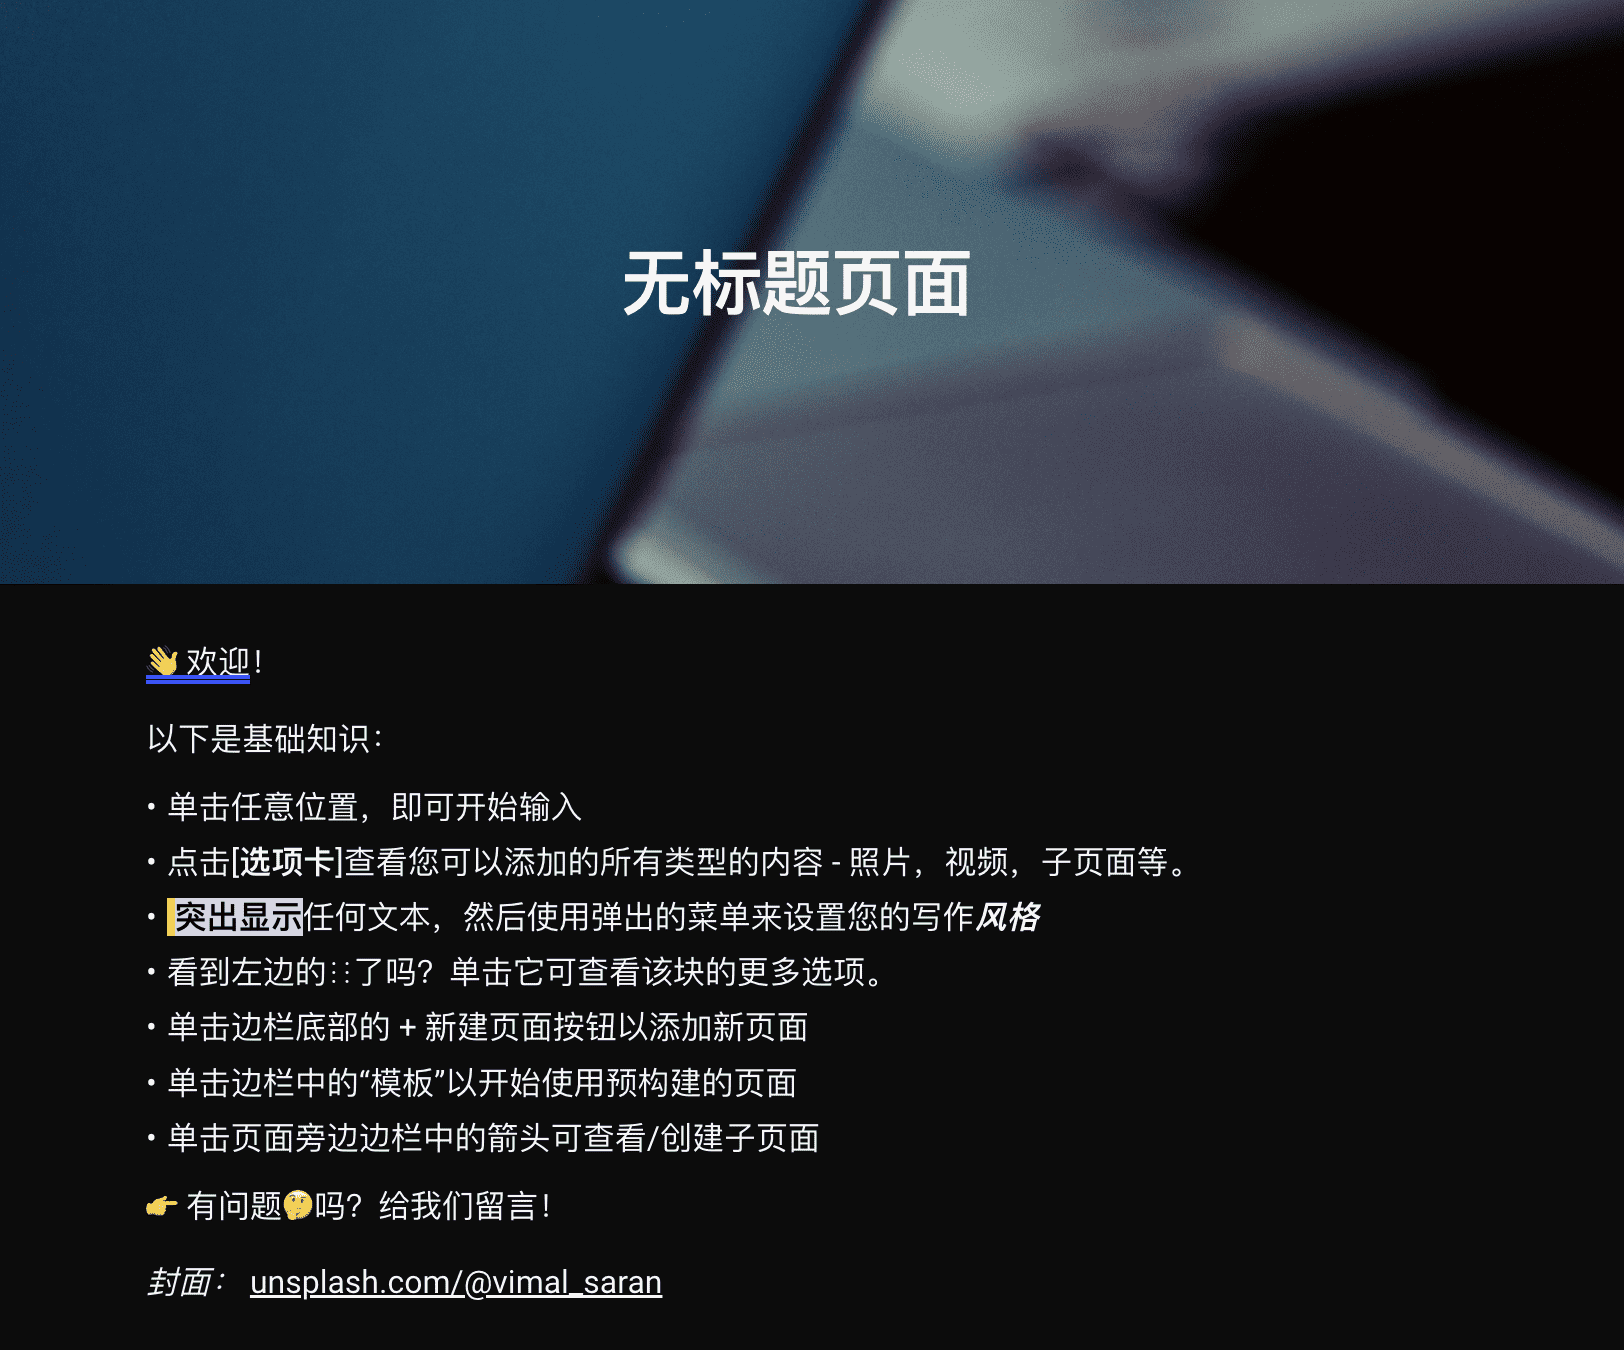 无标题页面
👋 欢迎！
以下是基础知识：
• 单击任意位置，即可开始输入
• 点击[选项卡]查看您可以添加的所有类型的内容 - 照片，视频，子页面等。
• 突出显示任何文本，然后使用弹出的菜单来设置您的写作风格
• 看到左边的∷了吗？单击它可查看该块的更多选项。
• 单击边栏底部的 + 新建页面按钮以添加新页面
• 单击边栏中的“模板”以开始使用预构建的页面
• 单击页面旁边边栏中的箭头可查看/创建子页面
👉 有问题🤔吗？给我们留言！
封面： unsplash.com/@vimal_saran